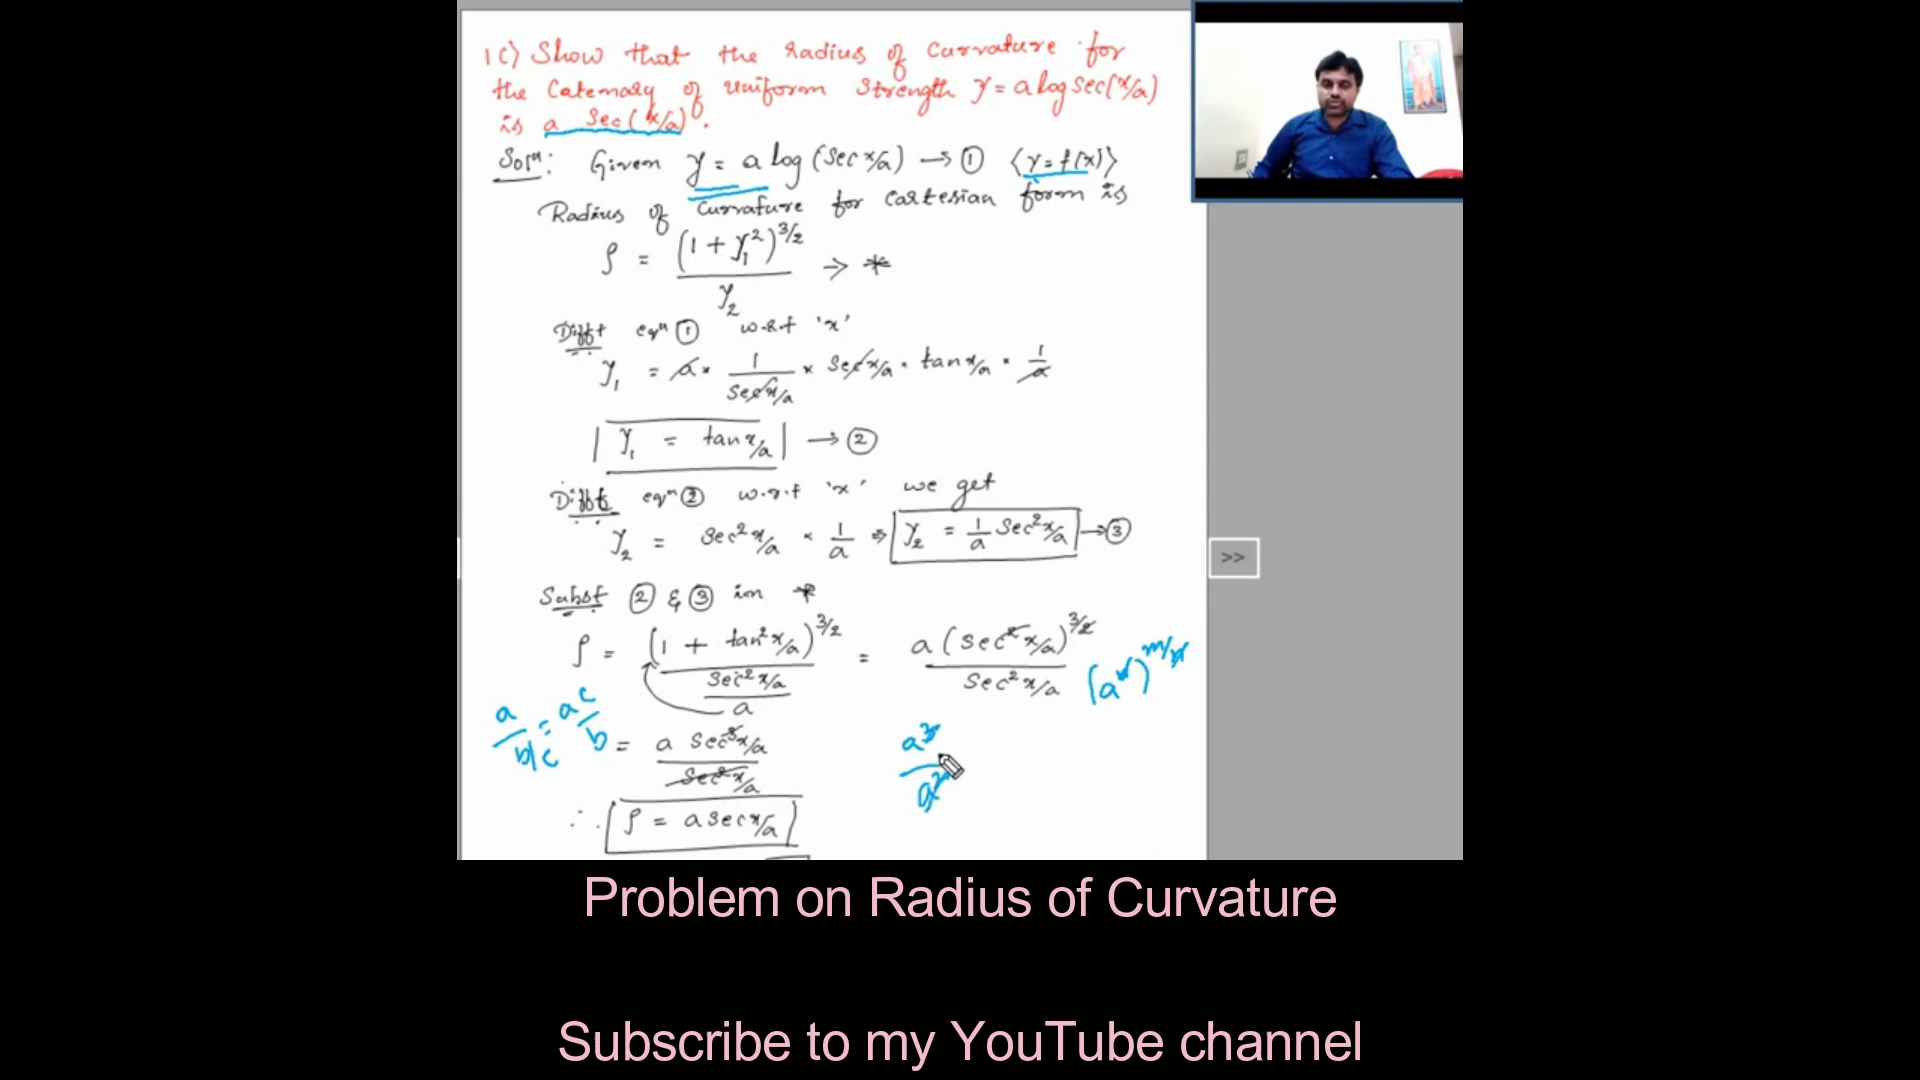 1c) Show that the radius of curvature for
the Catenary of uniform strength y = a log sec(x/a)
is a sec(x/a).
Solⁿ: Given y = a log (sec x/a) → ① ⟨y = f(x)⟩
Radius of curvature for cartesian form is
ρ = (1 + y₁²)^3/2 / y₂ → *
Diff† eqⁿ ① w.r.t 'x'
y₁ = a × 1/sec x/a × sec x/a × tan x/a × 1/a
y₁ = tan x/a → ②
Difft eqⁿ ② w.r.t 'x' we get
y₂ = sec² x/a × 1/a ⇒ y₂ = 1/a sec² x/a → ③
>>
Subst ② & ③ in *
ρ = (1 + tan² x/a)^3/2 / (sec² x/a / a) = a (sec² x/a)^3/2 / sec² x/a (aⁿ)^m/n
a / b/c = ac / b
= a sec³ x/a / sec² x/a a³/a²
∴ ρ = a sec x/a
Problem on Radius of Curvature
Subscribe to my YouTube channel